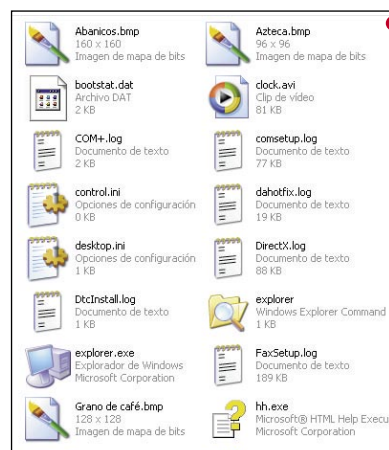 Abanicos.bmp
160 x 160
Imagen de mapa de bits
Azteca.bmp
96 x 96
Imagen de mapa de bits
bootstat.dat
Archivo DAT
2 KB
clock.avi
Clip de vídeo
81 KB
COM+.log
Documento de texto
2 KB
comsetup.log
Documento de texto
77 KB
control.ini
Opciones de configuración
0 KB
dahotfix.log
Documento de texto
19 KB
desktop.ini
Opciones de configuración
1 KB
DirectX.log
Documento de texto
88 KB
DtcInstall.log
Documento de texto
1 KB
explorer
Windows Explorer Command
1 KB
explorer.exe
Explorador de Windows
Microsoft Corporation
FaxSetup.log
Documento de texto
189 KB
Grano de café.bmp
128 x 128
Imagen de mapa de bits
hh.exe
Microsoft® HTML Help Execu
Microsoft Corporation